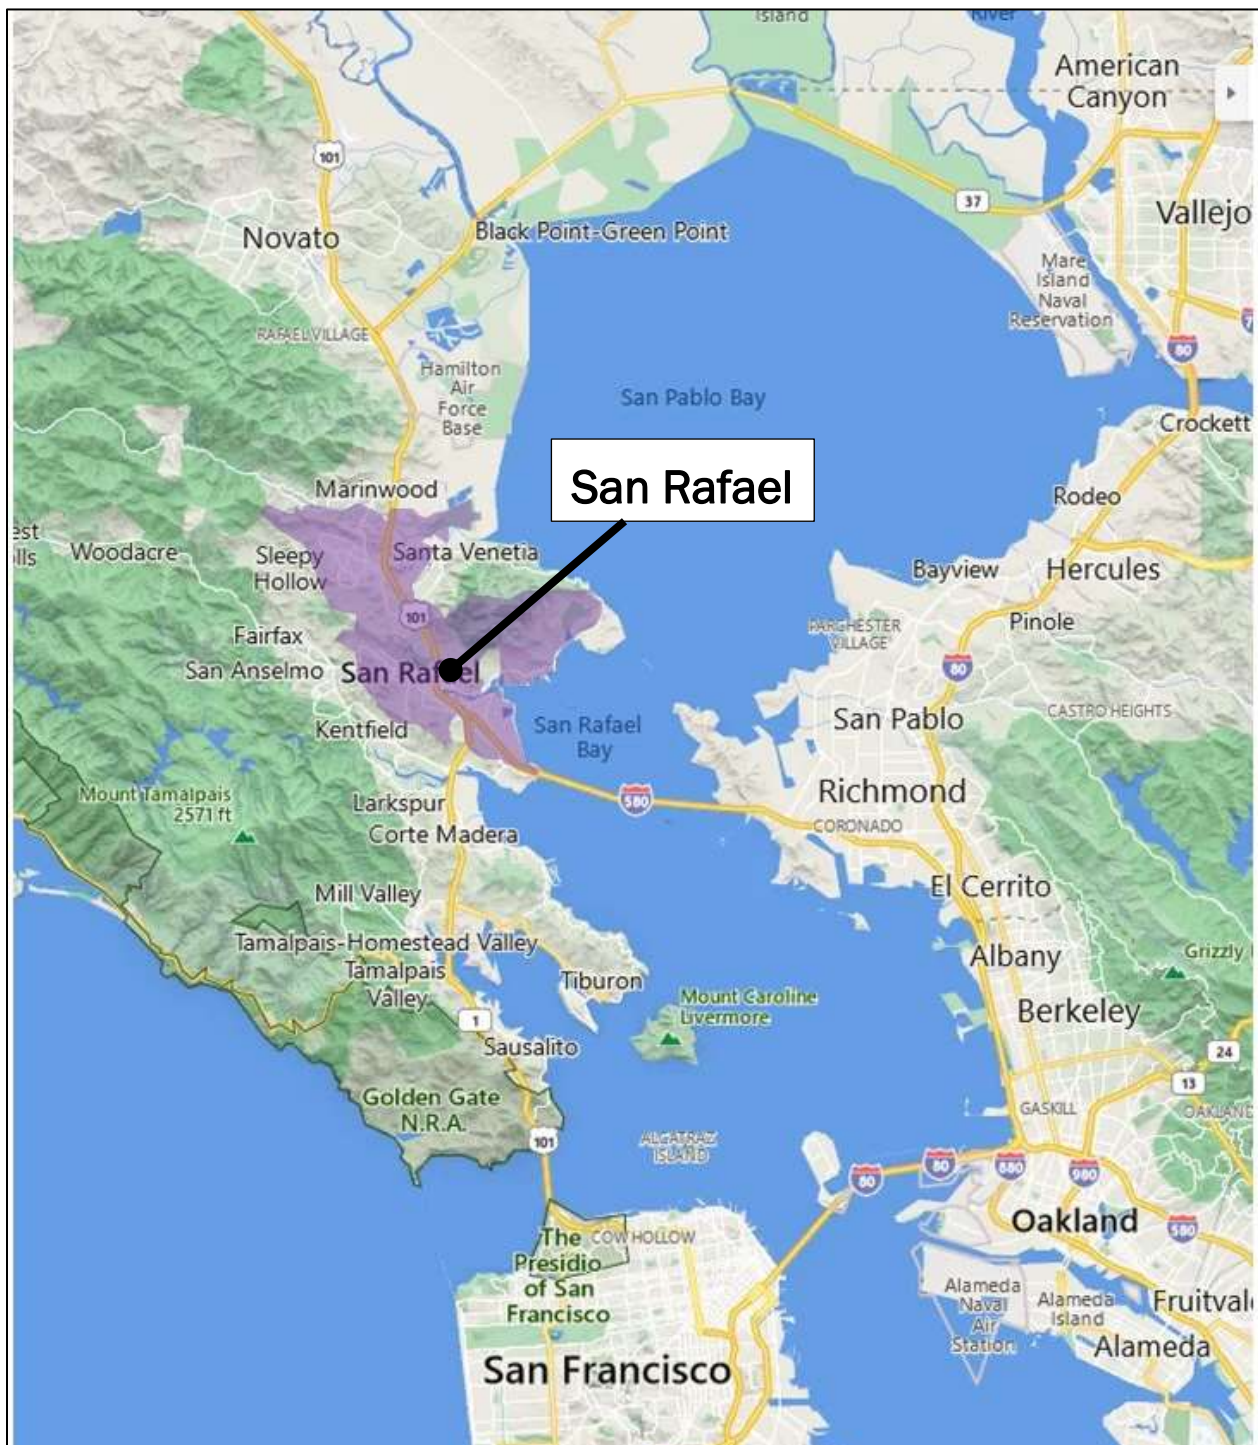 Island
River
American
Canyon
101
37
Vallejo
Novato
Black Point-Green Point
Mare
Island
Naval
Reservation
RAFAEL VILLAGE
80
Hamilton
Air
Force
Base
San Pablo Bay
Crockett
San Rafael
Marinwood
Rodeo
Woodacre
Sleepy
Hollow
Santa Venetia
Bayview
Hercules
101
Pinole
PARCHESTER
VILLAGE
Fairfax
San Anselmo
San Rafael
80
Kentfield
San Rafael
Bay
San Pablo
CASTRO HEIGHTS
Mount Tamalpais
2571 ft
Larkspur
580
Richmond
Corte Madera
CORONADO
Mill Valley
El Cerrito
Tamalpais-Homestead Valley
Tamalpais
Valley
Albany
Grizzly
Tiburon
Mount Caroline
Livermore
Berkeley
1
Sausalito
24
13
Golden Gate
N.R.A.
GASKILL
OAKLAND
101
ALCATRAZ
ISLAND
80
80
880
980
580
Oakland
The
Presidio
of San
Francisco
COW HOLLOW
Alameda
Naval
Air
Station
Alameda
Island
Fruitval
Alameda
San Francisco